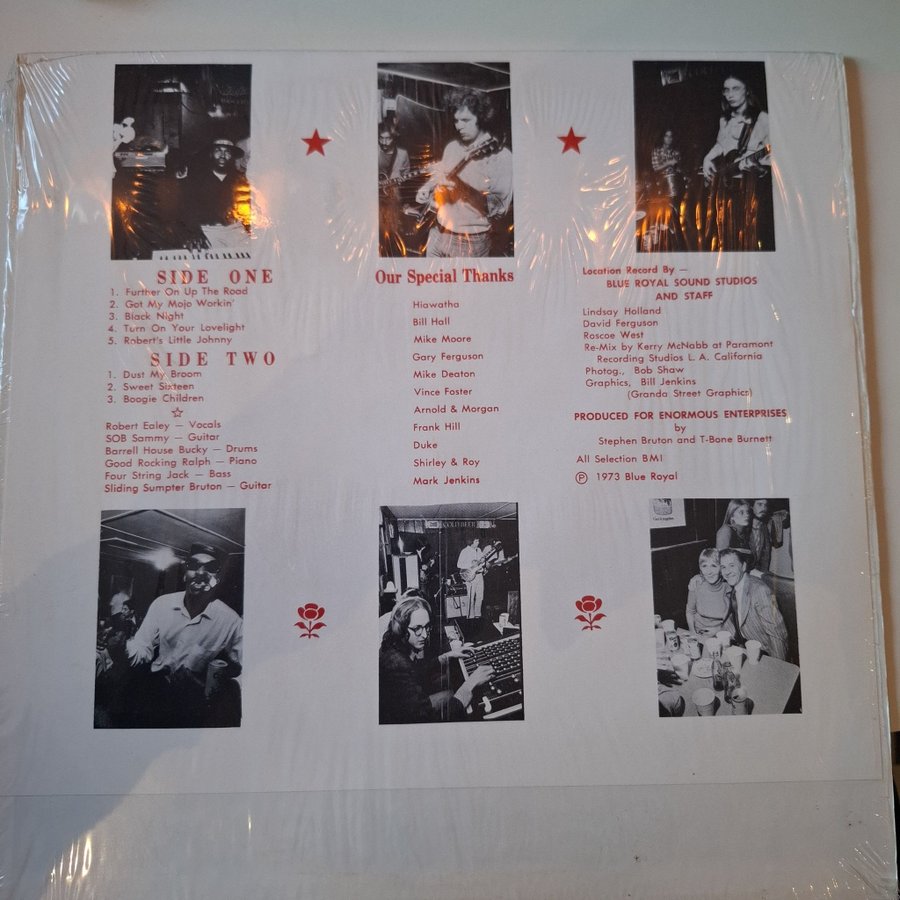 SIDE ONE
1. Further On Up The Road
2. Got My Mojo Workin'
3. Black Night
4. Turn On Your Lovelight
5. Robert's Little Johnny
SIDE TWO
1. Dust My Broom
2. Sweet Sixteen
3. Boogie Children
Robert Ealey — Vocals
SOB Sammy — Guitar
Barrell House Bucky — Drums
Good Rocking Ralph — Piano
Four String Jack — Bass
Sliding Sumpter Bruton — Guitar
Our Special Thanks
Hiawatha
Bill Hall
Mike Moore
Gary Ferguson
Mike Deaton
Vince Foster
Arnold & Morgan
Frank Hill
Duke
Shirley & Roy
Mark Jenkins
Location Record By —
BLUE ROYAL SOUND STUDIOS
AND STAFF
Lindsay Holland
David Ferguson
Roscoe West
Re-Mix by Kerry McNabb at Paramont
Recording Studios L. A. California
Photog., Bob Shaw
Graphics, Bill Jenkins
(Granda Street Graphics)
PRODUCED FOR ENORMOUS ENTERPRISES
by
Stephen Bruton and T-Bone Burnett
All Selection BMI
Ⓟ 1973 Blue Royal
COLD BEER